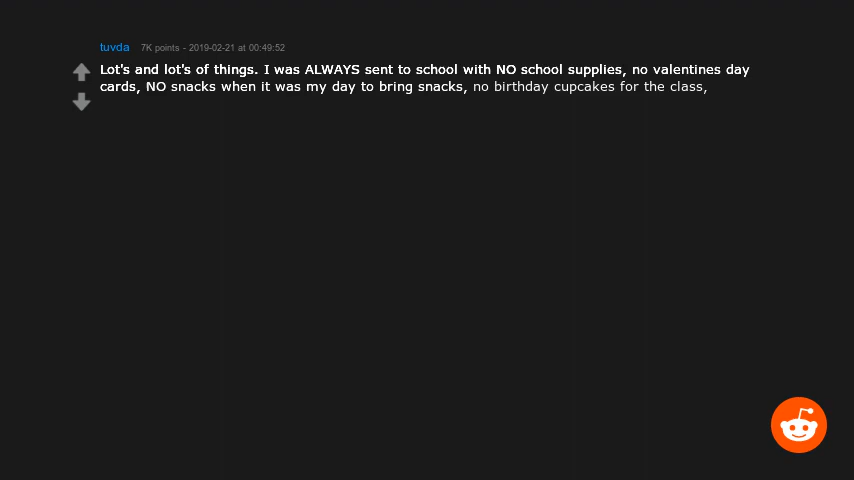 tuvda 7K points - 2019-02-21 at 00:49:52
Lot's and lot's of things. I was ALWAYS sent to school with NO school supplies, no valentines day
cards, NO snacks when it was my day to bring snacks, no birthday cupcakes for the class,